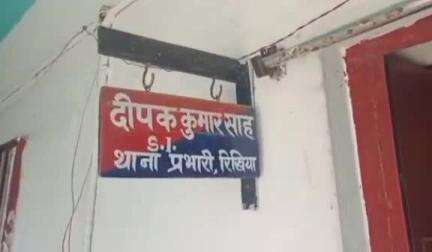 दीपक कुमार साह
S.I.
थाना प्रभारी, रिखिया